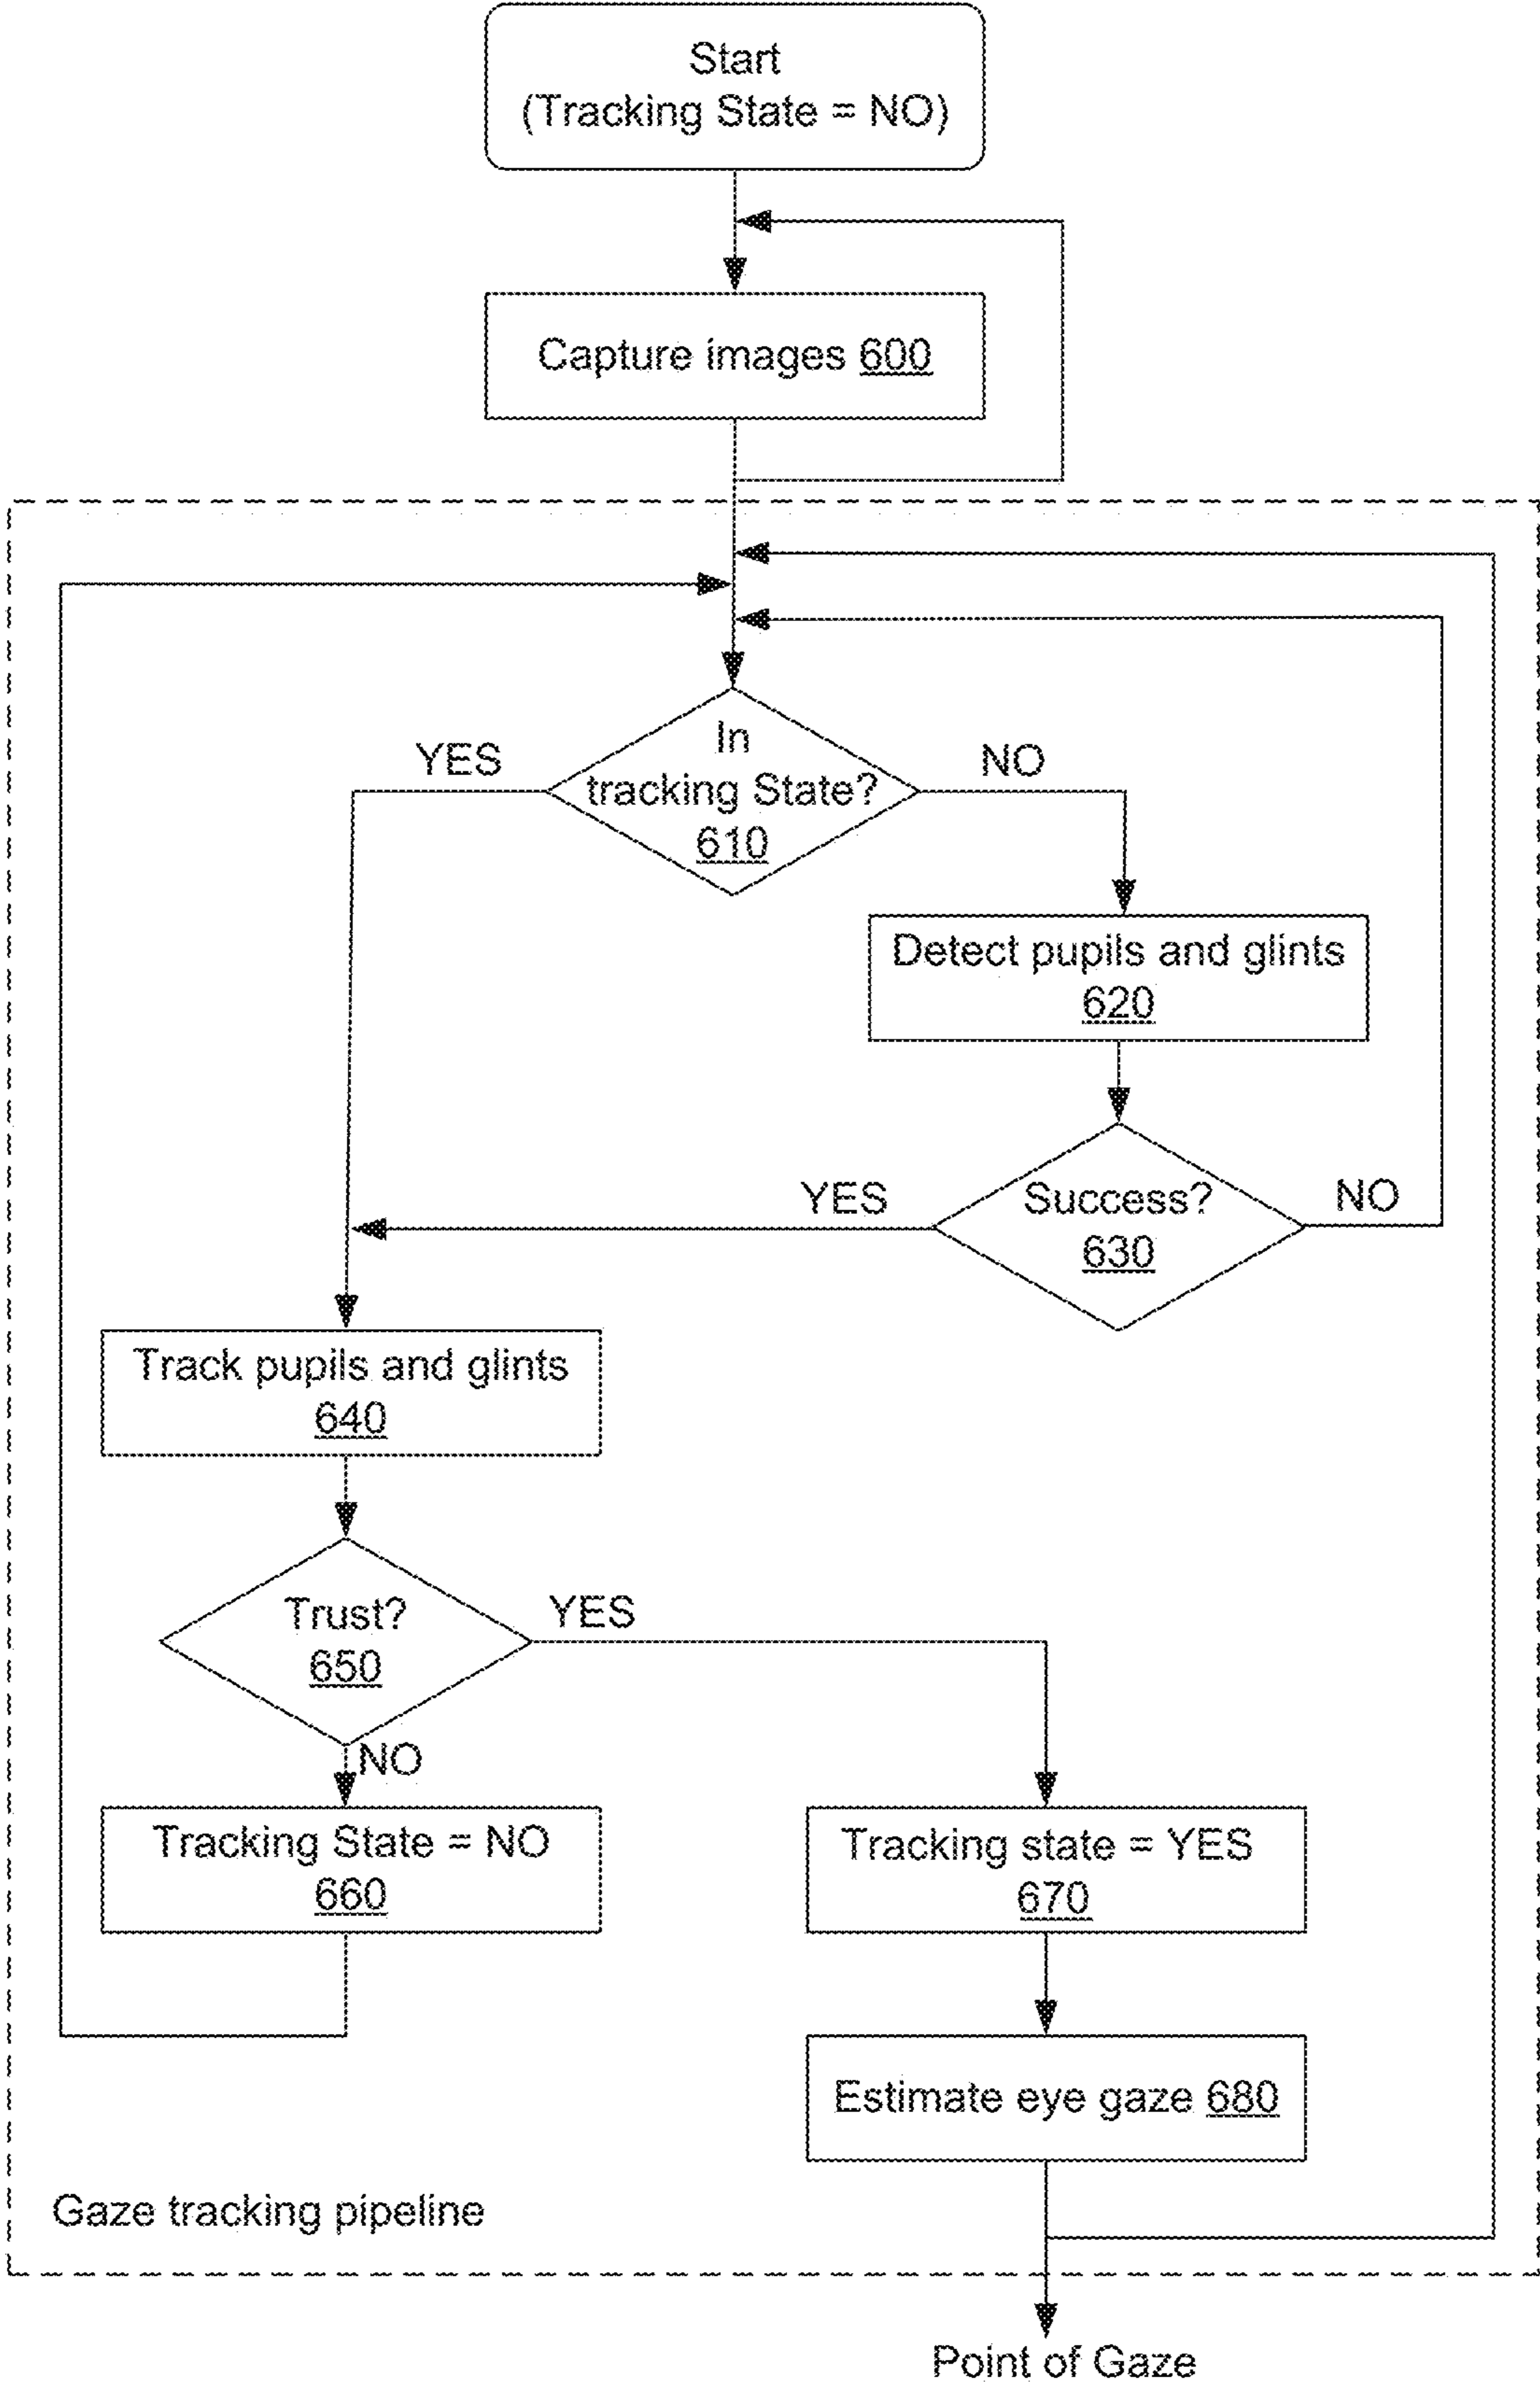 Start
(Tracking State = NO)
Capture images 600
In
tracking State?
610
YES
NO
Detect pupils and glints
620
Success?
630
YES
NO
Track pupils and glints
640
Trust?
650
YES
NO
Tracking State = NO
660
Tracking state = YES
670
Estimate eye gaze 680
Gaze tracking pipeline
Point of Gaze